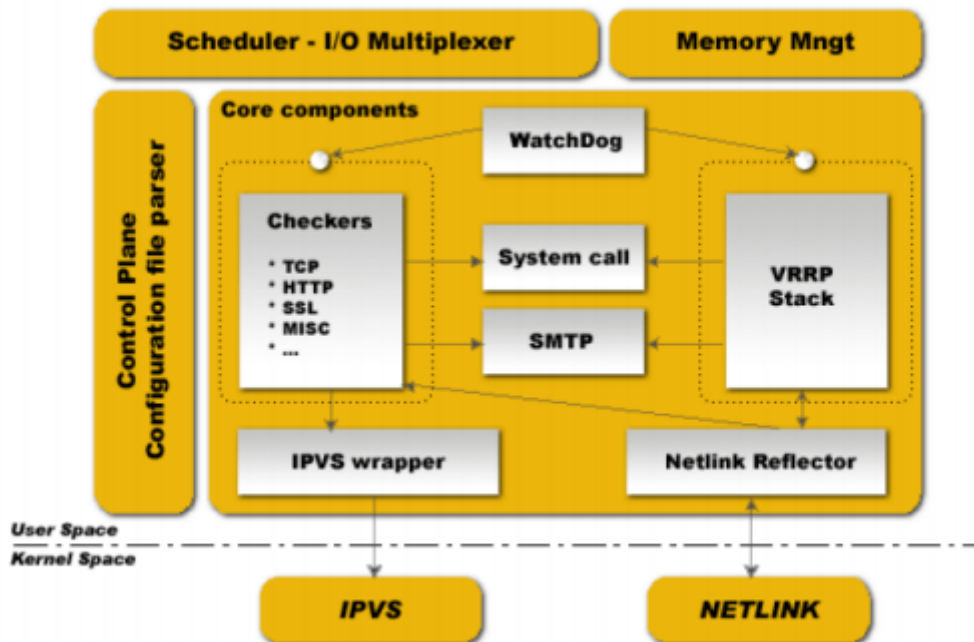 Scheduler - I/O Multiplexer
Memory Mngt
Control Plane
Configuration file parser
Core components
WatchDog
Checkers
* TCP
* HTTP
* SSL
* MISC
* ...
System call
SMTP
VRRP
Stack
IPVS wrapper
Netlink Reflector
User Space
Kernel Space
IPVS
NETLINK